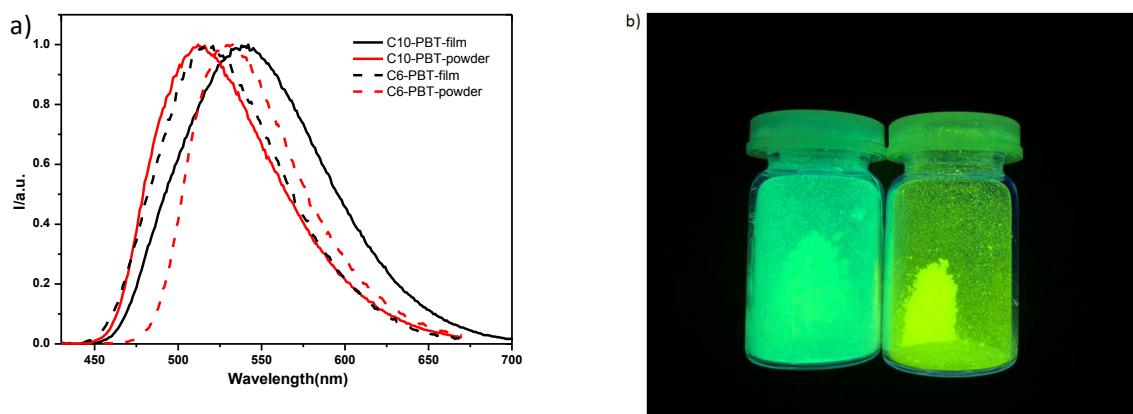 a)
I/a.u.
1.0
0.8
0.6
0.4
0.2
0.0
C10-PBT-film
C10-PBT-powder
C6-PBT-film
C6-PBT-powder
450 500 550 600 650 700
Wavelength(nm)
b)